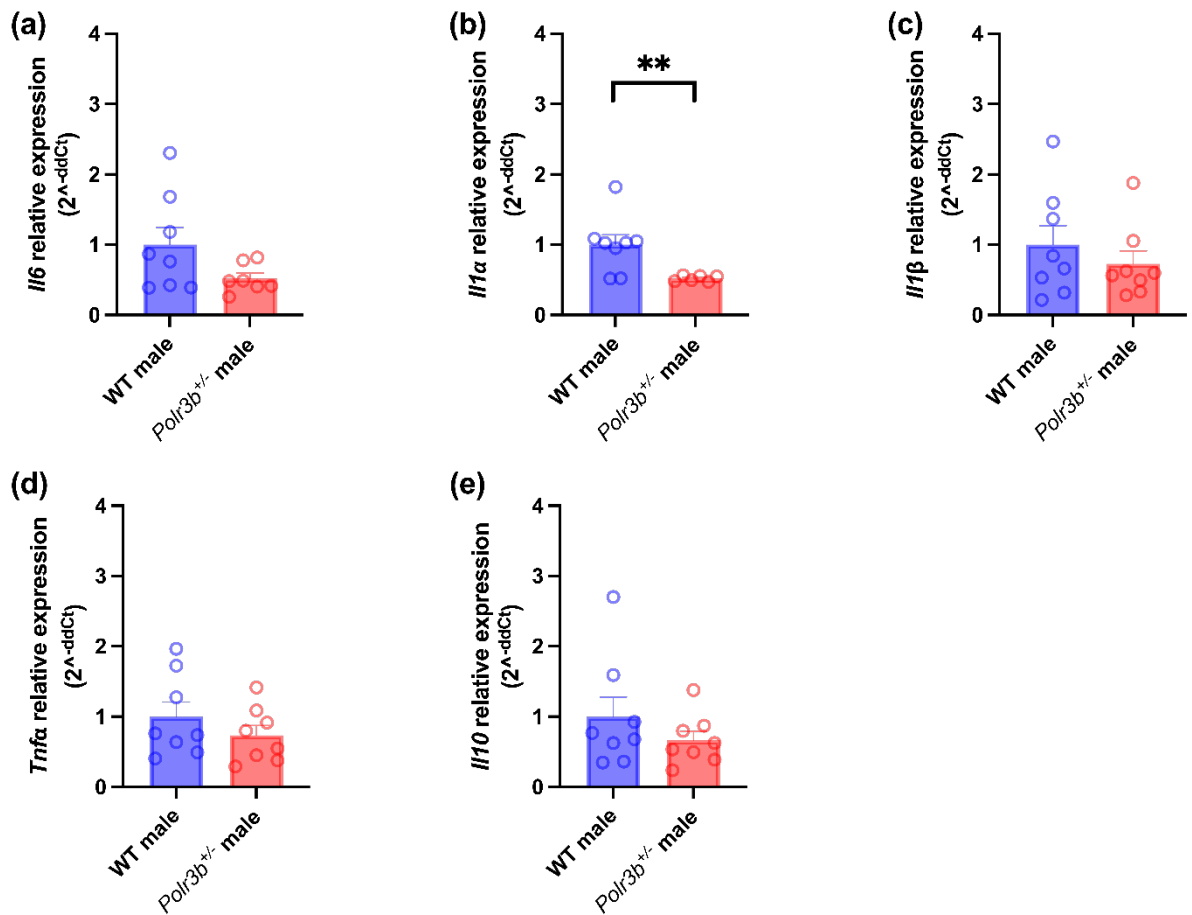 (a)
Il6 relative expression
(2^-ddCt)
4
3
2
1
0
WT male
Polr3b+/- male
(b)
Il1α relative expression
(2^-ddCt)
4
3
2
1
0
**
WT male
Polr3b+/- male
(c)
Il1β relative expression
(2^-ddCt)
4
3
2
1
0
WT male
Polr3b+/- male
(d)
Tnfα relative expression
(2^-ddCt)
4
3
2
1
0
WT male
Polr3b+/- male
(e)
Il10 relative expression
(2^-ddCt)
4
3
2
1
0
WT male
Polr3b+/- male